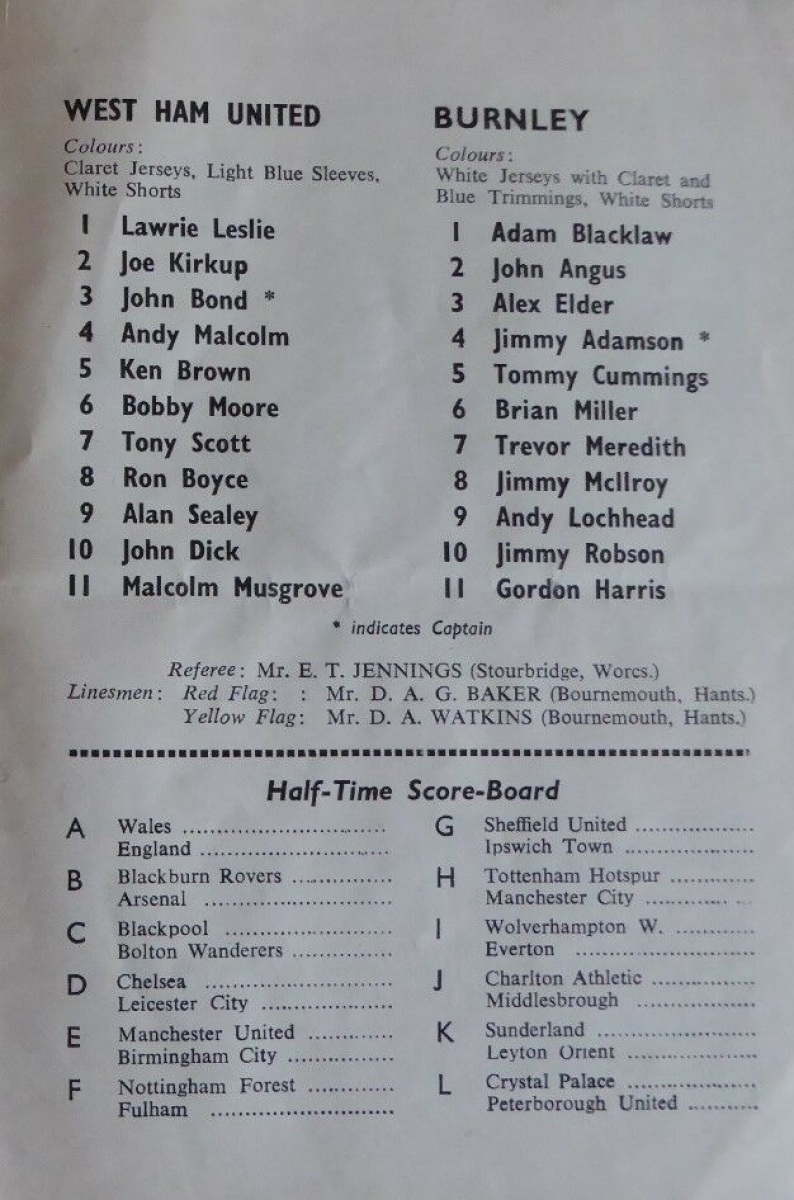 WEST HAM UNITED
Colours:
Claret Jerseys, Light Blue Sleeves,
White Shorts
1 Lawrie Leslie
2 Joe Kirkup
3 John Bond *
4 Andy Malcolm
5 Ken Brown
6 Bobby Moore
7 Tony Scott
8 Ron Boyce
9 Alan Sealey
10 John Dick
11 Malcolm Musgrove
BURNLEY
Colours:
White Jerseys with Claret and
Blue Trimmings, White Shorts
1 Adam Blacklaw
2 John Angus
3 Alex Elder
4 Jimmy Adamson *
5 Tommy Cummings
6 Brian Miller
7 Trevor Meredith
8 Jimmy McIlroy
9 Andy Lochhead
10 Jimmy Robson
11 Gordon Harris
* indicates Captain
Referee: Mr. E. T. JENNINGS (Stourbridge, Worcs.)
Linesmen: Red Flag: : Mr. D. A. G. BAKER (Bournemouth, Hants.)
Yellow Flag: Mr. D. A. WATKINS (Bournemouth, Hants.)
Half-Time Score-Board
A Wales ..............................
England ............................
B Blackburn Rovers ...............
Arsenal ............................
C Blackpool .........................
Bolton Wanderers ...............
D Chelsea ............................
Leicester City ....................
E Manchester United .............
Birmingham City ................
F Nottingham Forest .............
Fulham ............................
G Sheffield United ..................
Ipswich Town ....................
H Tottenham Hotspur .............
Manchester City .................
I Wolverhampton W. ............
Everton ...........................
J Charlton Athletic ................
Middlesbrough ..................
K Sunderland ........................
Leyton Orient ....................
L Crystal Palace ....................
Peterborough United ...........